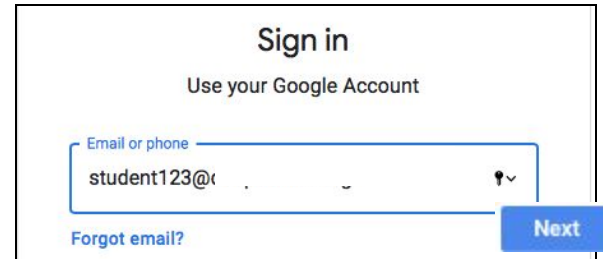 Sign in
Use your Google Account
Email or phone
student123@
Forgot email?
Next